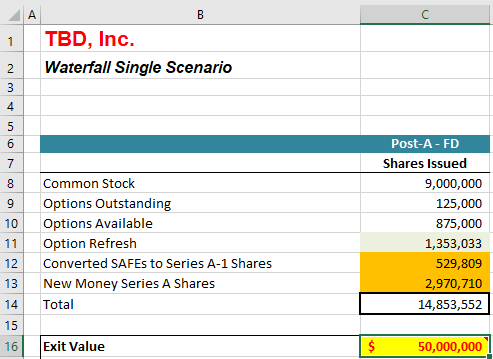 A B C
1 TBD, Inc.
2 Waterfall Single Scenario
3
4
5
6 Post-A - FD
7 Shares Issued
8 Common Stock 9,000,000
9 Options Outstanding 125,000
10 Options Available 875,000
11 Option Refresh 1,353,033
12 Converted SAFEs to Series A-1 Shares 529,809
13 New Money Series A Shares 2,970,710
14 Total 14,853,552
15
16 Exit Value $ 50,000,000